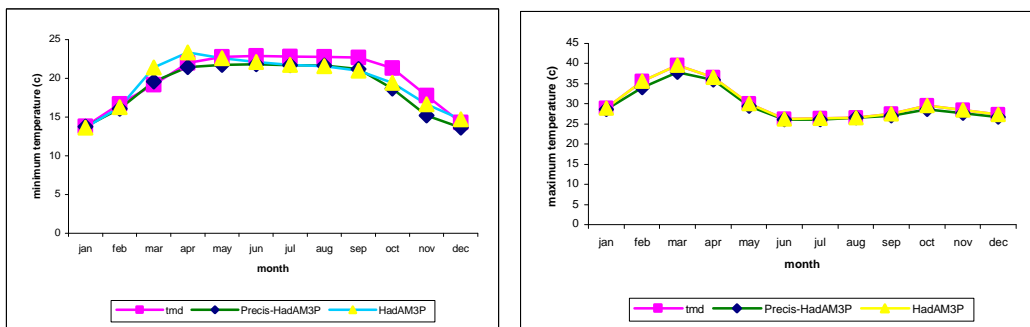 minimum temperature (c)
25
20
15
10
5
0
jan feb mar apr may jun jul aug sep oct nov dec
month
tmd Precis-HadAM3P HadAM3P
maximum temperature (c)
45
40
35
30
25
20
15
10
5
0
jan feb mar apr may jun jul aug sep oct nov dec
month
tmd Precis-HadAM3P HadAM3P